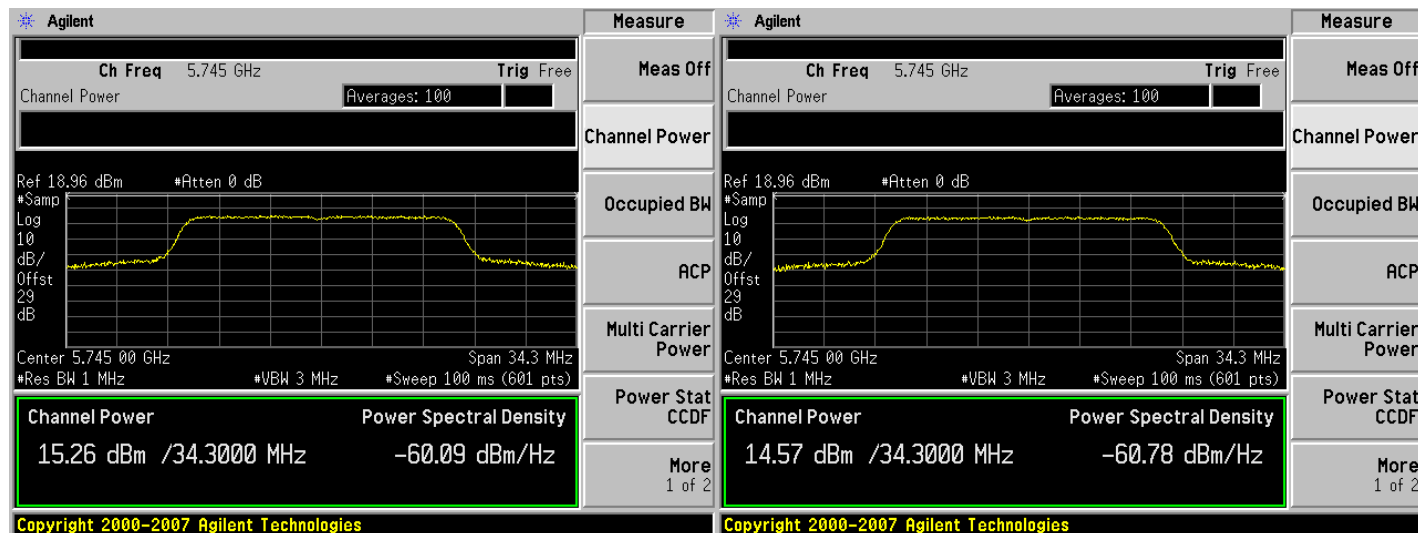 Agilent
Measure
Ch Freq 5.745 GHz
Trig Free
Meas Off
Channel Power
Averages: 100
Channel Power
Ref 18.96 dBm
#Atten 0 dB
#Samp
Log
10
dB/
Offst
29
dB
Occupied BW
ACP
Multi Carrier
Power
Center 5.745 00 GHz
Span 34.3 MHz
#Res BW 1 MHz
#VBW 3 MHz
#Sweep 100 ms (601 pts)
Power Stat
CCDF
Channel Power
Power Spectral Density
15.26 dBm /34.3000 MHz
-60.09 dBm/Hz
More
1 of 2
Copyright 2000-2007 Agilent Technologies
Agilent
Measure
Ch Freq 5.745 GHz
Trig Free
Meas Off
Channel Power
Averages: 100
Channel Power
Ref 18.96 dBm
#Atten 0 dB
#Samp
Log
10
dB/
Offst
29
dB
Occupied BW
ACP
Multi Carrier
Power
Center 5.745 00 GHz
Span 34.3 MHz
#Res BW 1 MHz
#VBW 3 MHz
#Sweep 100 ms (601 pts)
Power Stat
CCDF
Channel Power
Power Spectral Density
14.57 dBm /34.3000 MHz
-60.78 dBm/Hz
More
1 of 2
Copyright 2000-2007 Agilent Technologies